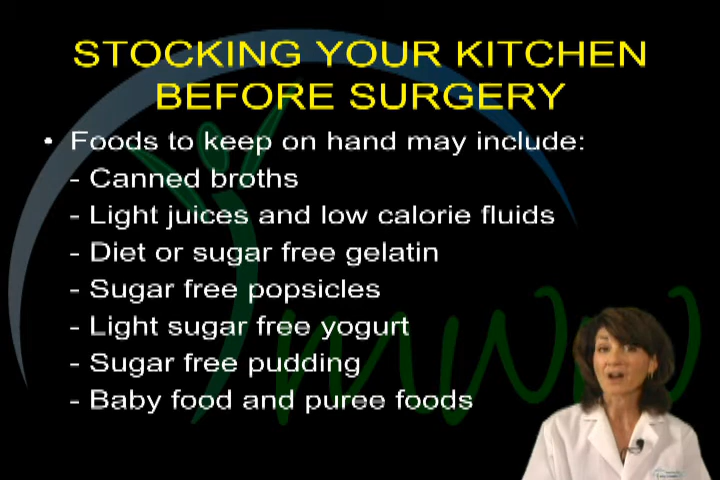 STOCKING YOUR KITCHEN
BEFORE SURGERY
• Foods to keep on hand may include:
- Canned broths
- Light juices and low calorie fluids
- Diet or sugar free gelatin
- Sugar free popsicles
- Light sugar free yogurt
- Sugar free pudding
- Baby food and puree foods